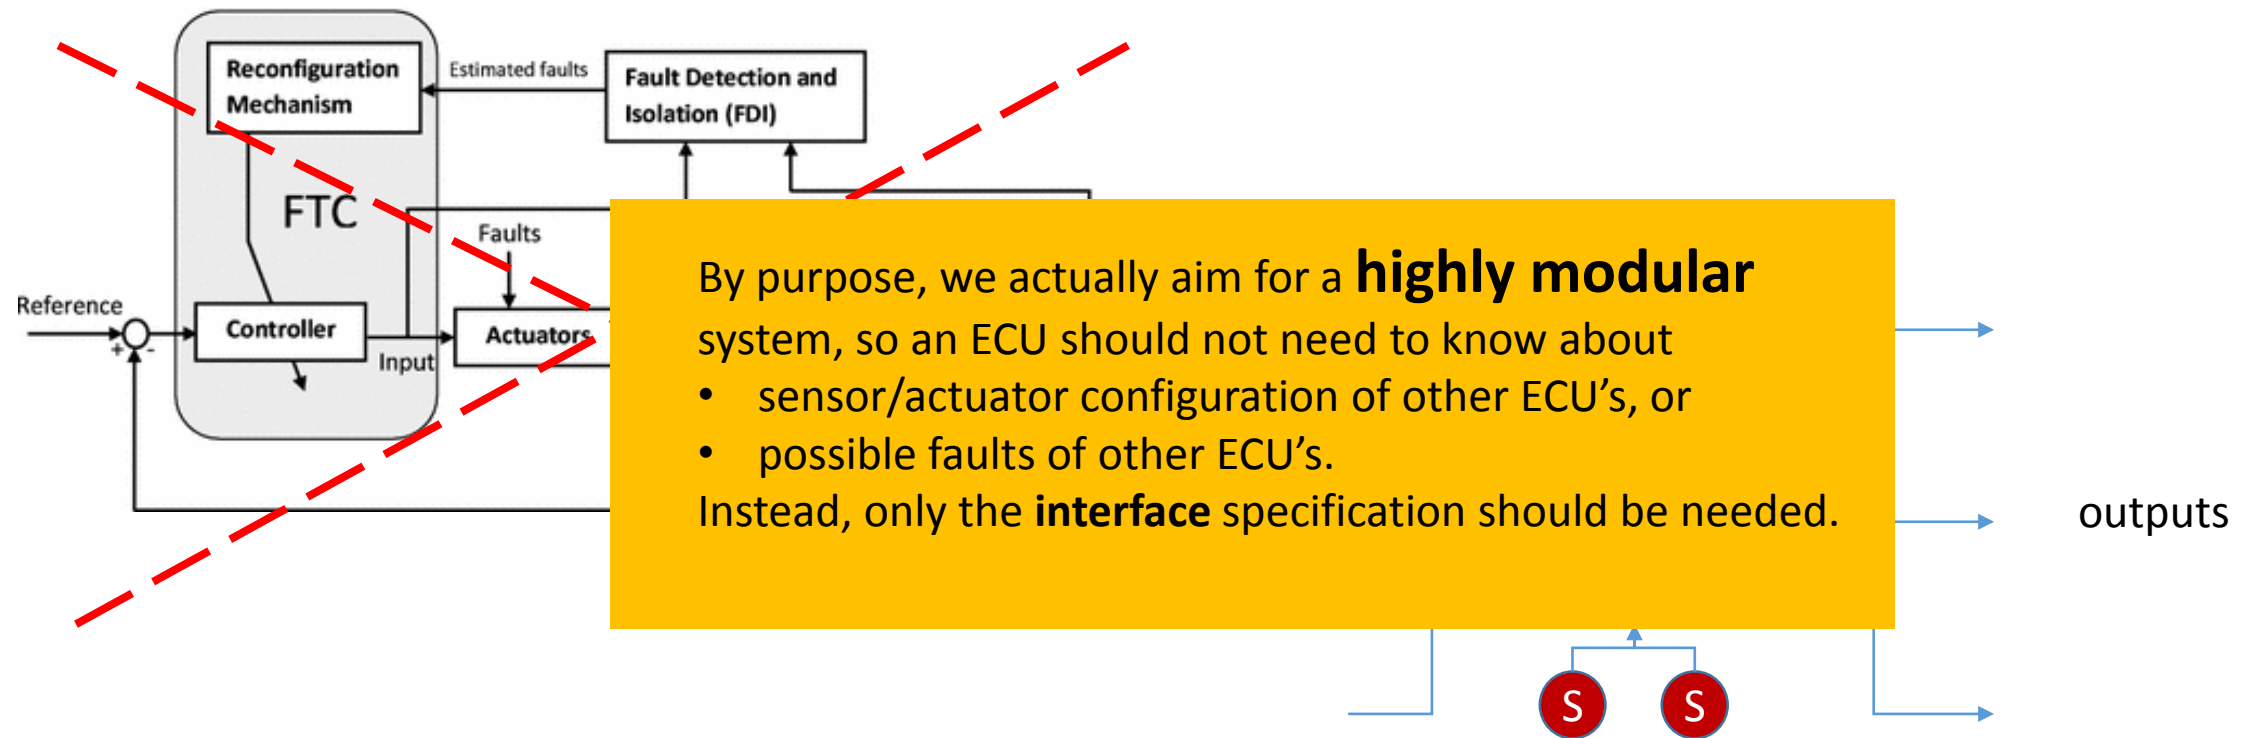 Reconfiguration
Mechanism
Estimated faults
Fault Detection and
Isolation (FDI)
FTC
Faults
Reference
+
-
Controller
Input
Actuators
By purpose, we actually aim for a highly modular
system, so an ECU should not need to know about
• sensor/actuator configuration of other ECU’s, or
• possible faults of other ECU’s.
Instead, only the interface specification should be needed.
outputs
S
S